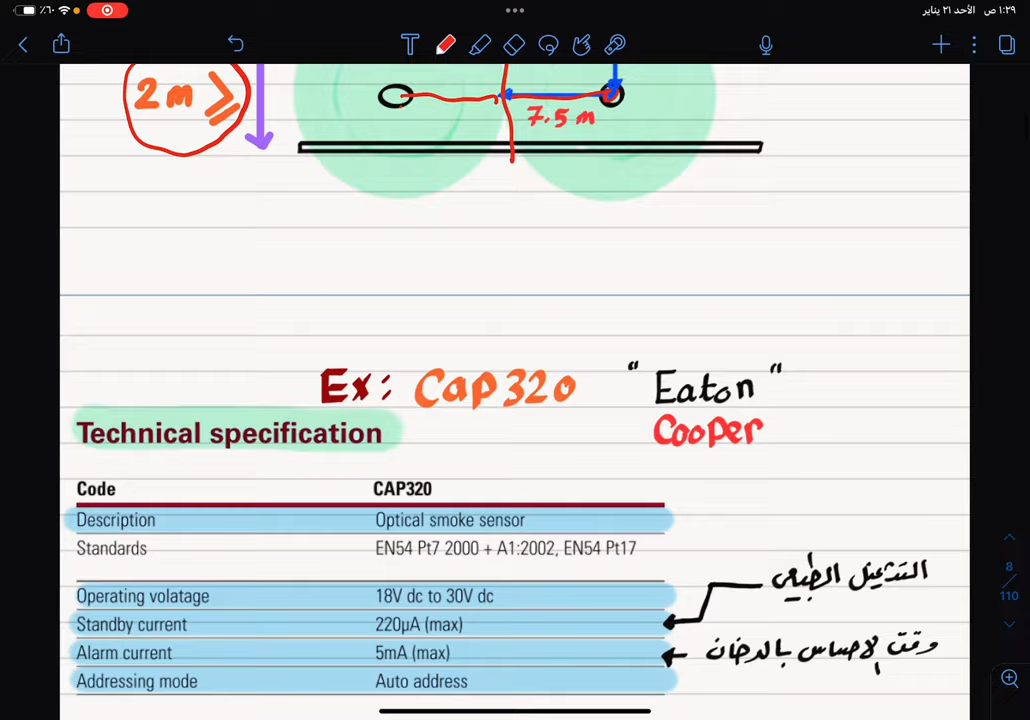 ٪٦٠
١:٣٩ ص الأحد ٢١ يناير
T
2m ≥
7.5 m
Ex: Cap320 "Eaton"
Cooper
Technical specification
Code CAP320
Description Optical smoke sensor
Standards EN54 Pt7 2000 + A1:2002, EN54 Pt17
Operating volatage 18V dc to 30V dc
Standby current 220µA (max)
Alarm current 5mA (max)
Addressing mode Auto address
التشغيل الطبيعي
وقت الاحساس بالدخان
8
110